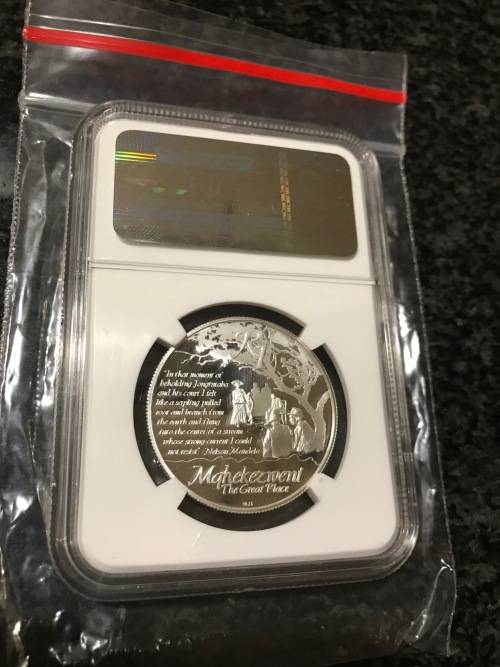 "In that moment of
beholding Jongintaba
and his court I felt
like a sapling pulled
root and branch from
the earth and flung
into the center of a stream
whose strong current I could
not resist". Nelson Mandela
Mqhekezweni
The Great Place